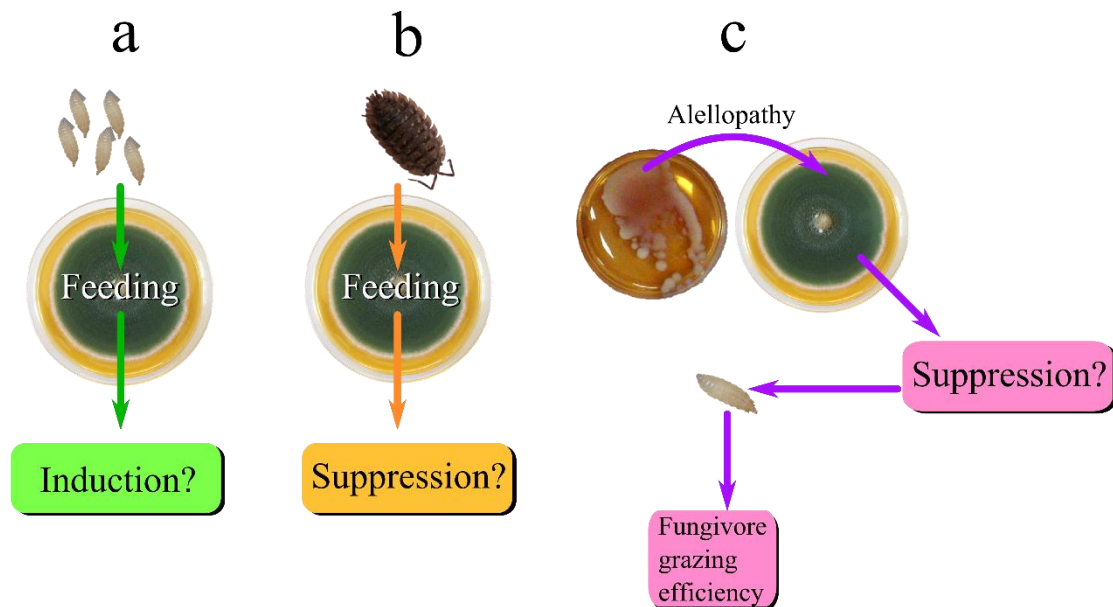 a
b
c
Alellopathy
Feeding
Feeding
Induction?
Suppression?
Suppression?
Fungivore
grazing
efficiency